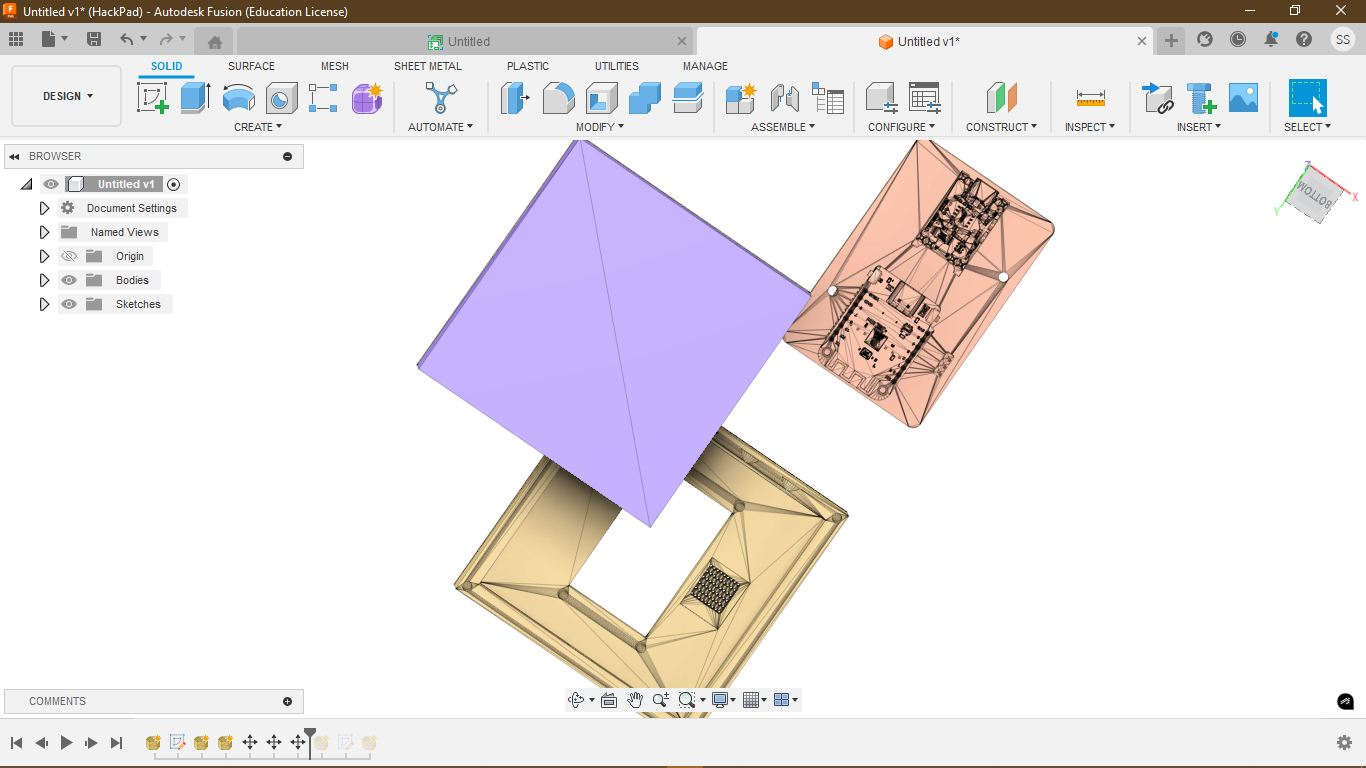 Untitled v1* (HackPad) - Autodesk Fusion (Education License)
Untitled
Untitled v1*
SS
SOLID SURFACE MESH SHEET METAL PLASTIC UTILITIES MANAGE
DESIGN
CREATE AUTOMATE MODIFY ASSEMBLE CONFIGURE CONSTRUCT INSPECT INSERT SELECT
BROWSER
Untitled v1
Document Settings
Named Views
Origin
Bodies
Sketches
Z
X
Y
BOTTOM
COMMENTS